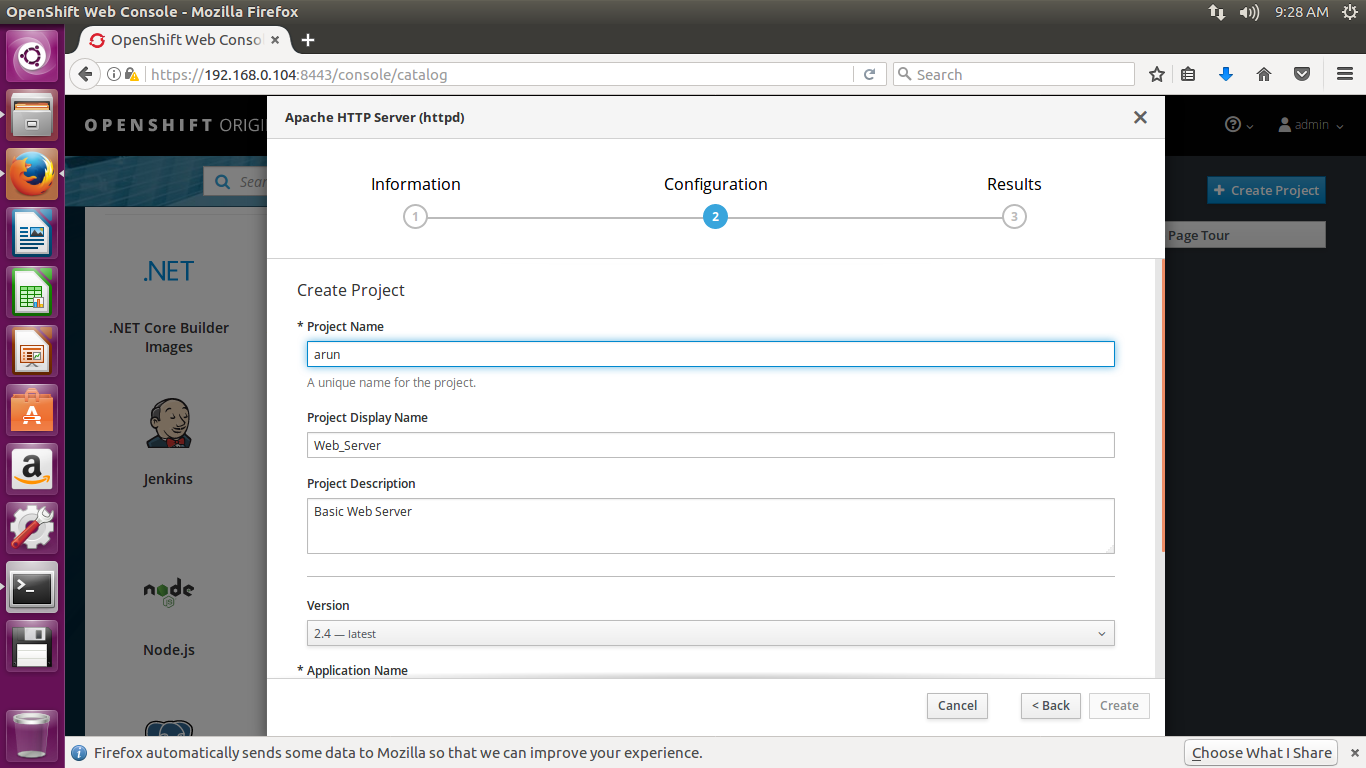 OpenShift Web Console - Mozilla Firefox
9:28 AM
OpenShift Web Conso
https://192.168.0.104:8443/console/catalog
Search
OPENSHIFT ORIGI
admin
Sear
Create Project
Page Tour
.NET
.NET Core Builder
Images
Jenkins
node
JS
Node.js
Apache HTTP Server (httpd)
Information
Configuration
Results
1
2
3
Create Project
* Project Name
arun
A unique name for the project.
Project Display Name
Web_Server
Project Description
Basic Web Server
Version
2.4 — latest
* Application Name
Cancel
< Back
Create
Firefox automatically sends some data to Mozilla so that we can improve your experience.
Choose What I Share